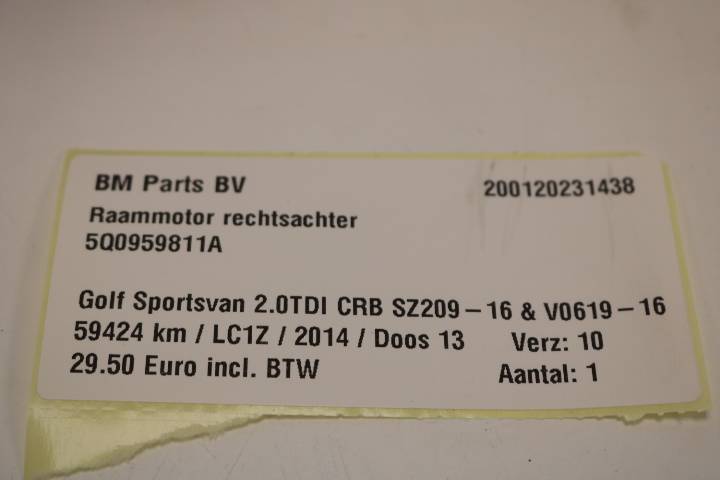 BM Parts BV 200120231438
Raammotor rechtsachter
5Q0959811A
Golf Sportsvan 2.0TDI CRB SZ209-16 & V0619-16
59424 km / LC1Z / 2014 / Doos 13 Verz: 10
29.50 Euro incl. BTW Aantal: 1